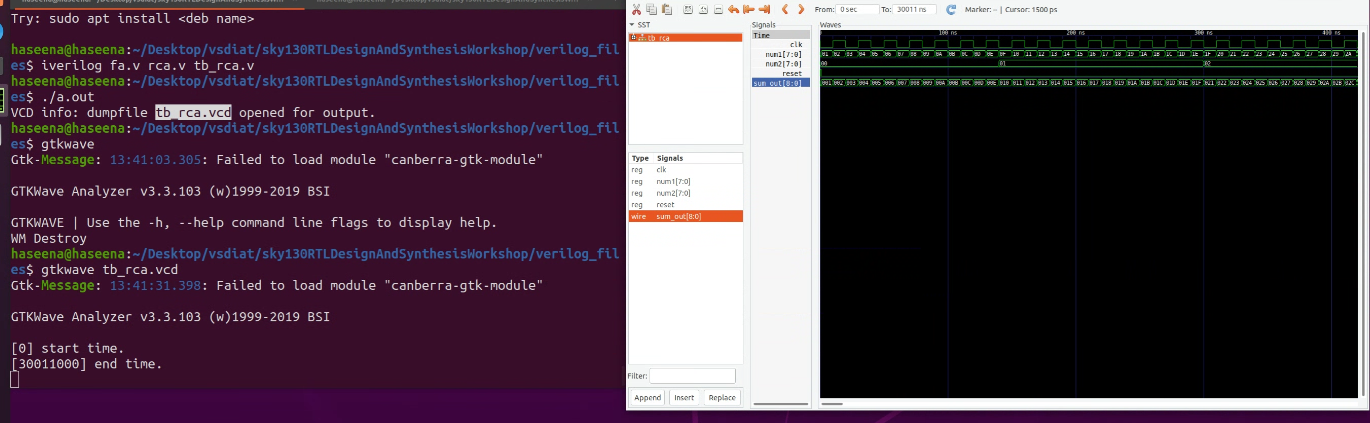 Try: sudo apt install <deb name>
haseena@haseena:~/Desktop/vsdiat/sky130RTLDesignAndSynthesisWorkshop/verilog_fil
es$ iverilog fa.v rca.v tb_rca.v
haseena@haseena:~/Desktop/vsdiat/sky130RTLDesignAndSynthesisWorkshop/verilog_fil
es$ ./a.out
VCD info: dumpfile tb_rca.vcd opened for output.
haseena@haseena:~/Desktop/vsdiat/sky130RTLDesignAndSynthesisWorkshop/verilog_fil
es$ gtkwave
Gtk-Message: 13:41:03.305: Failed to load module "canberra-gtk-module"
GTKWave Analyzer v3.3.103 (w)1999-2019 BSI
GTKWAVE | Use the -h, --help command line flags to display help.
WM Destroy
haseena@haseena:~/Desktop/vsdiat/sky130RTLDesignAndSynthesisWorkshop/verilog_fil
es$ gtkwave tb_rca.vcd
Gtk-Message: 13:41:31.398: Failed to load module "canberra-gtk-module"
GTKWave Analyzer v3.3.103 (w)1999-2019 BSI
[0] start time.
[30011000] end time.
From: 0 sec To: 30011 ns Marker: -- | Cursor: 1500 ps
SST
tb_rca
Type Signals
reg clk
reg num1[7:0]
reg num2[7:0]
reg reset
wire sum_out[8:0]
Filter:
Append Insert Replace
Signals
Time
clk
num1[7:0]
num2[7:0]
reset
sum_out[8:0]
Waves
100 ns 200 ns 300 ns 400 ns
00 01 02